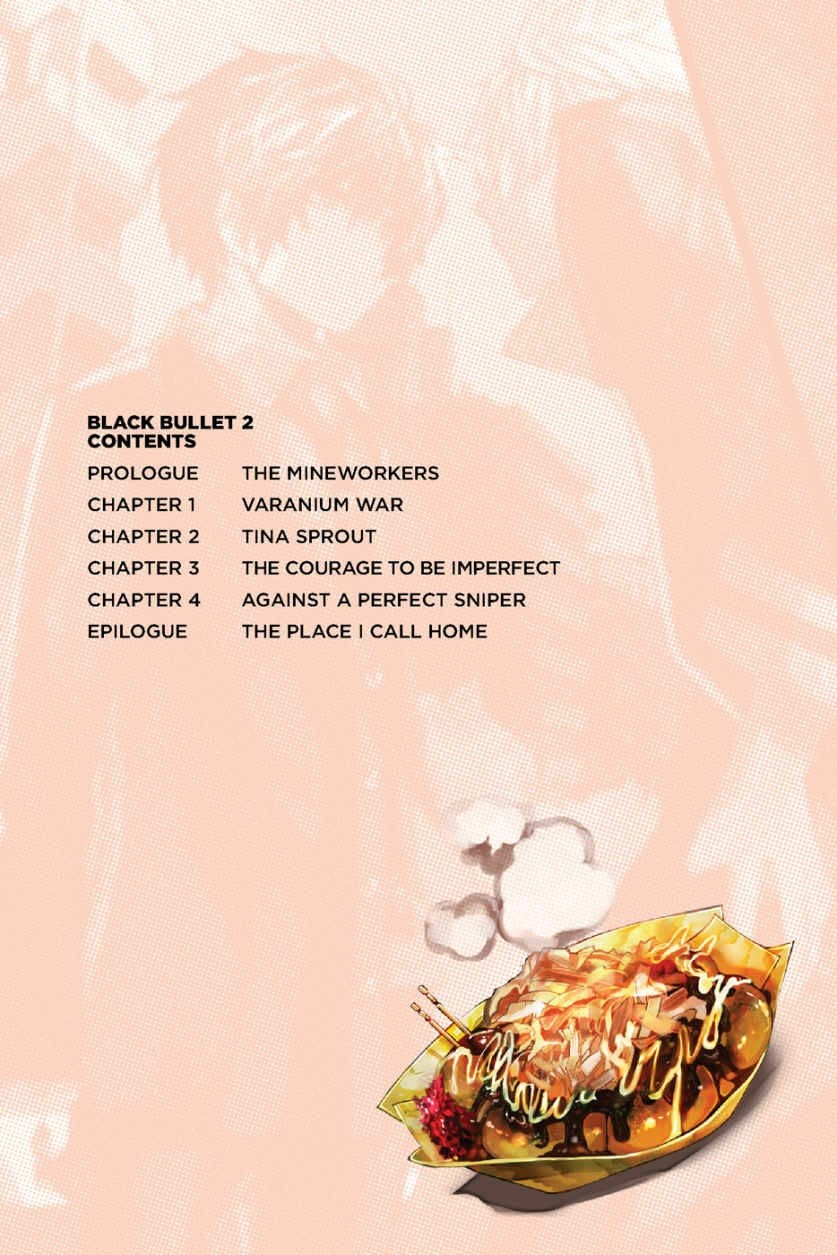 BLACK BULLET 2
CONTENTS
PROLOGUE THE MINEWORKERS
CHAPTER 1 VARANIUM WAR
CHAPTER 2 TINA SPROUT
CHAPTER 3 THE COURAGE TO BE IMPERFECT
CHAPTER 4 AGAINST A PERFECT SNIPER
EPILOGUE THE PLACE I CALL HOME